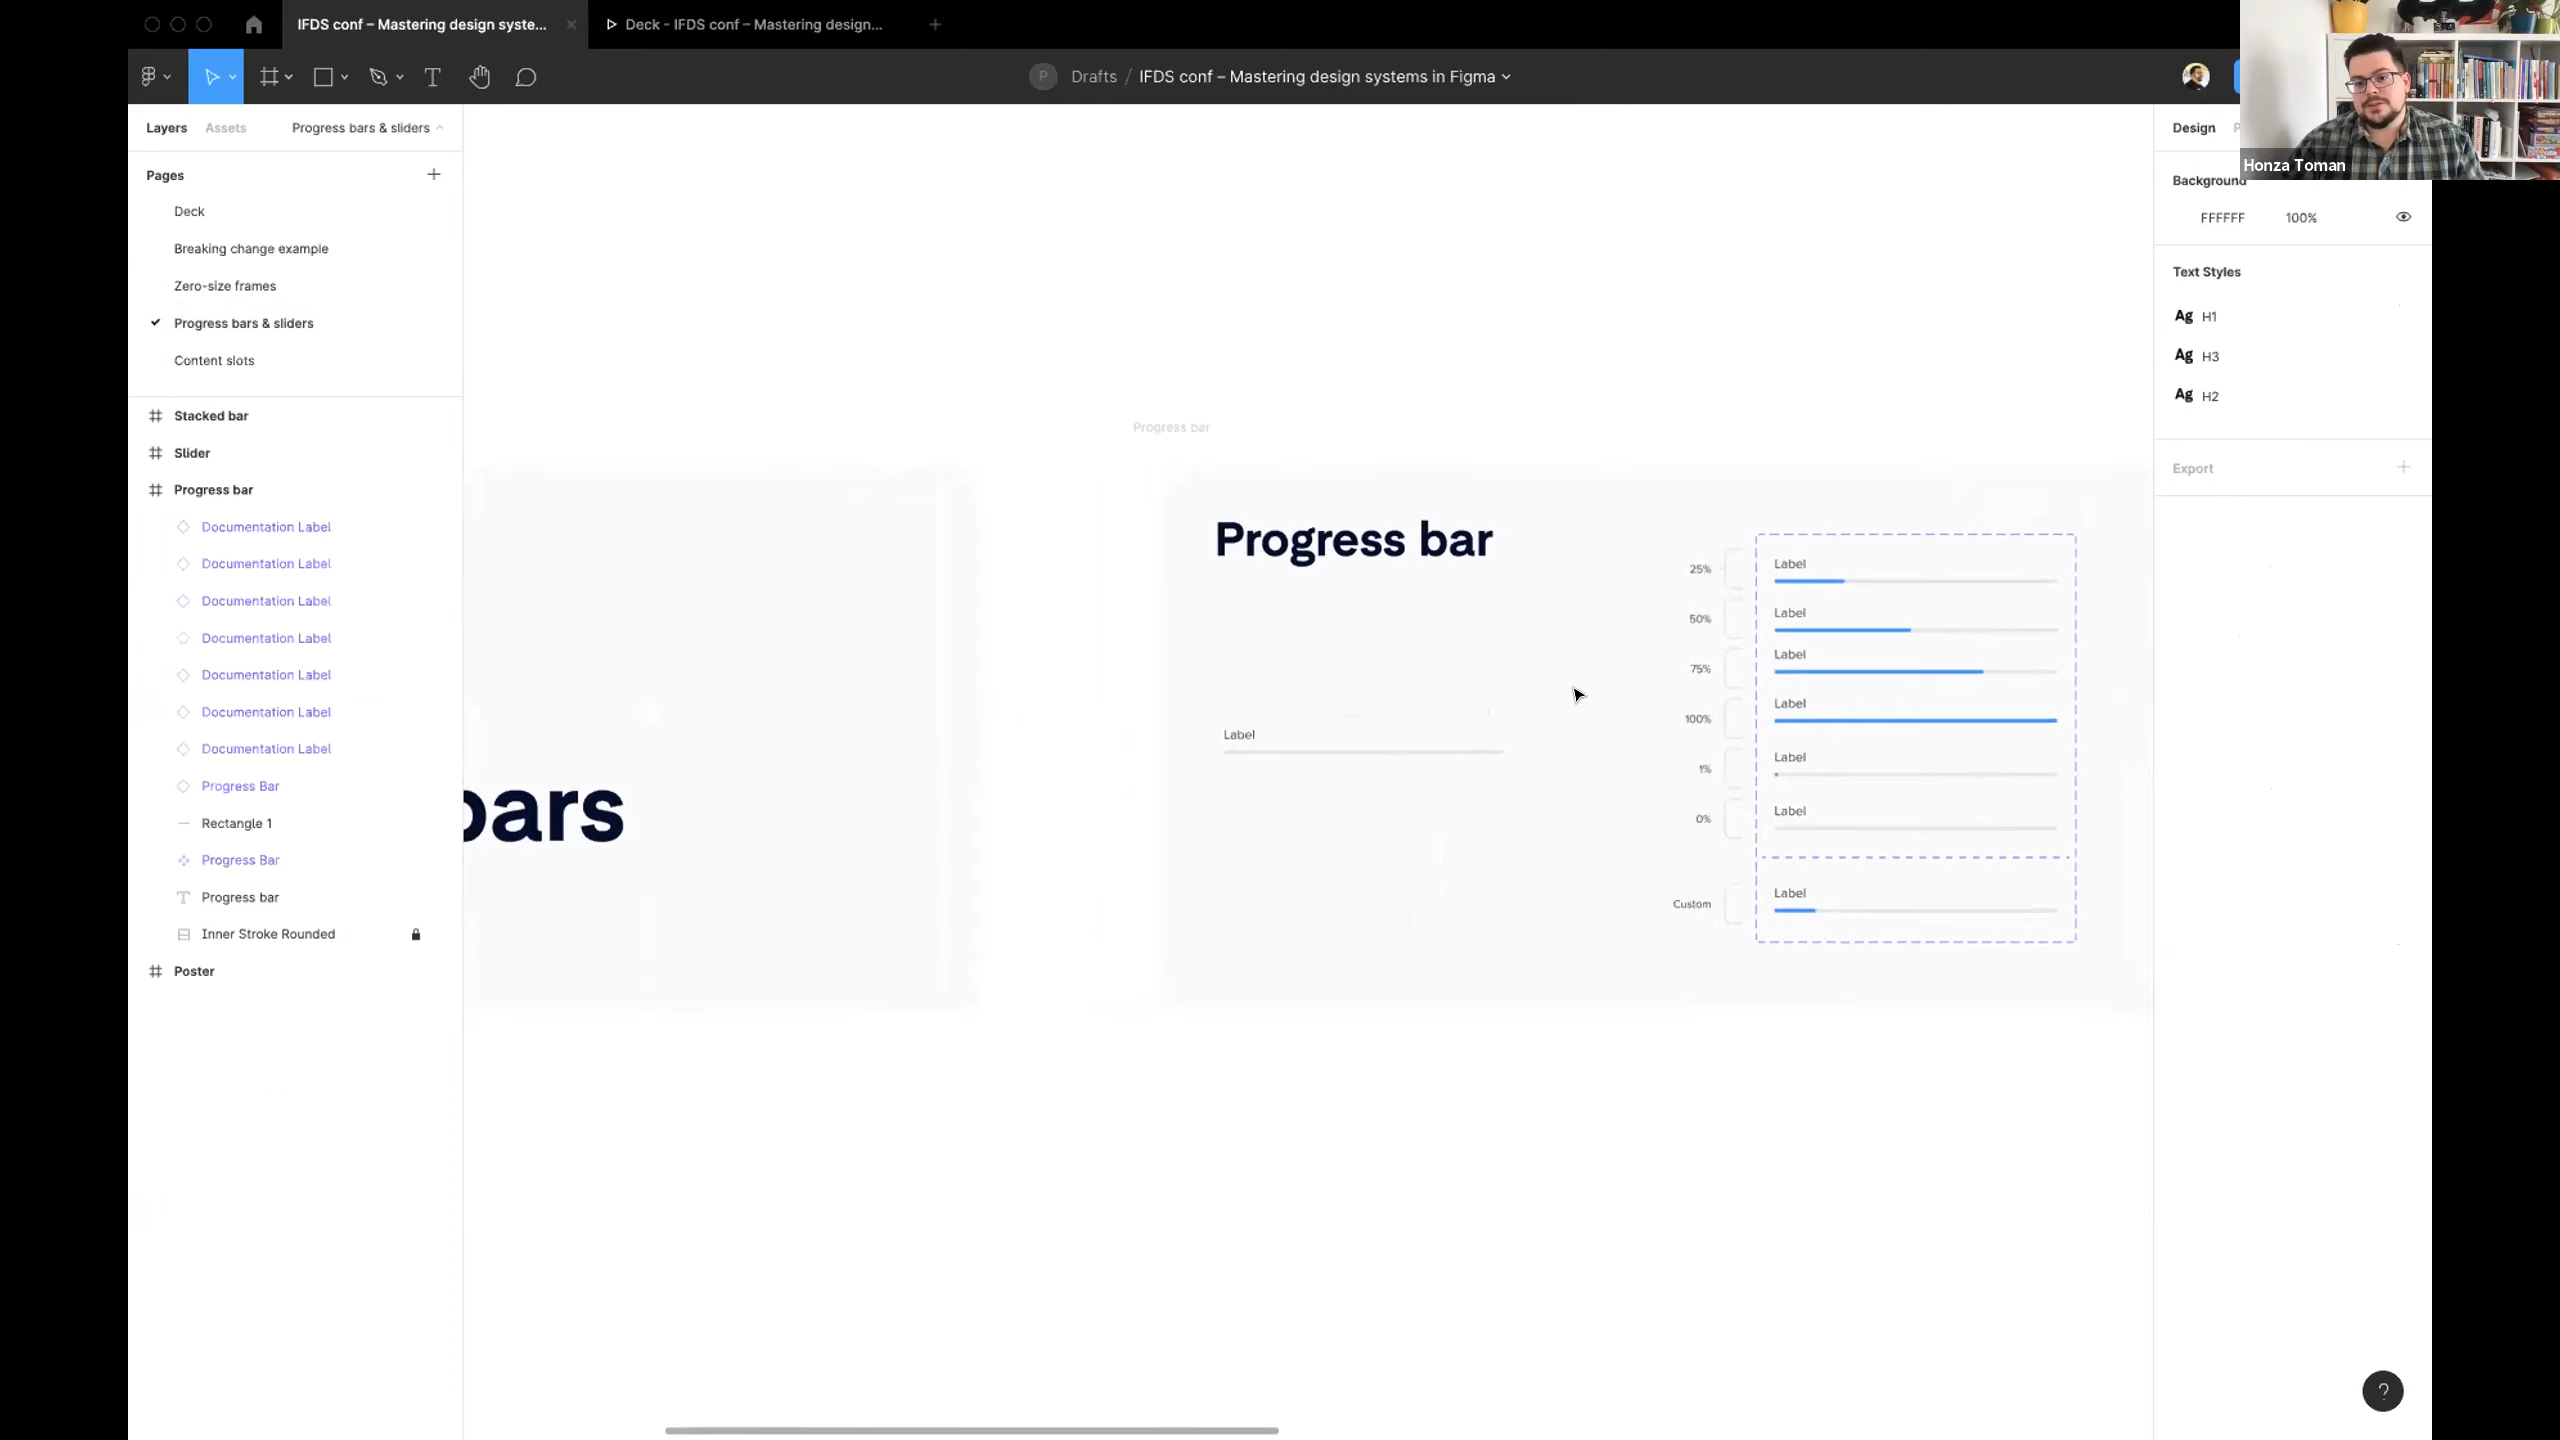 IFDS conf – Mastering design syste...
Deck - IFDS conf – Mastering design...
P Drafts / IFDS conf – Mastering design systems in Figma
Honza Toman
Layers
Assets
Progress bars & sliders
Pages
Deck
Breaking change example
Zero-size frames
Progress bars & sliders
Content slots
Stacked bar
Slider
Progress bar
Documentation Label
Documentation Label
Documentation Label
Documentation Label
Documentation Label
Documentation Label
Documentation Label
Progress Bar
Rectangle 1
Progress Bar
Progress bar
Inner Stroke Rounded
Poster
bars
Progress bar
Progress bar
Label
25%
Label
50%
Label
75%
Label
100%
Label
1%
Label
0%
Label
Custom
Label
Design
Background
FFFFFF 100%
Text Styles
Ag H1
Ag H3
Ag H2
Export
?